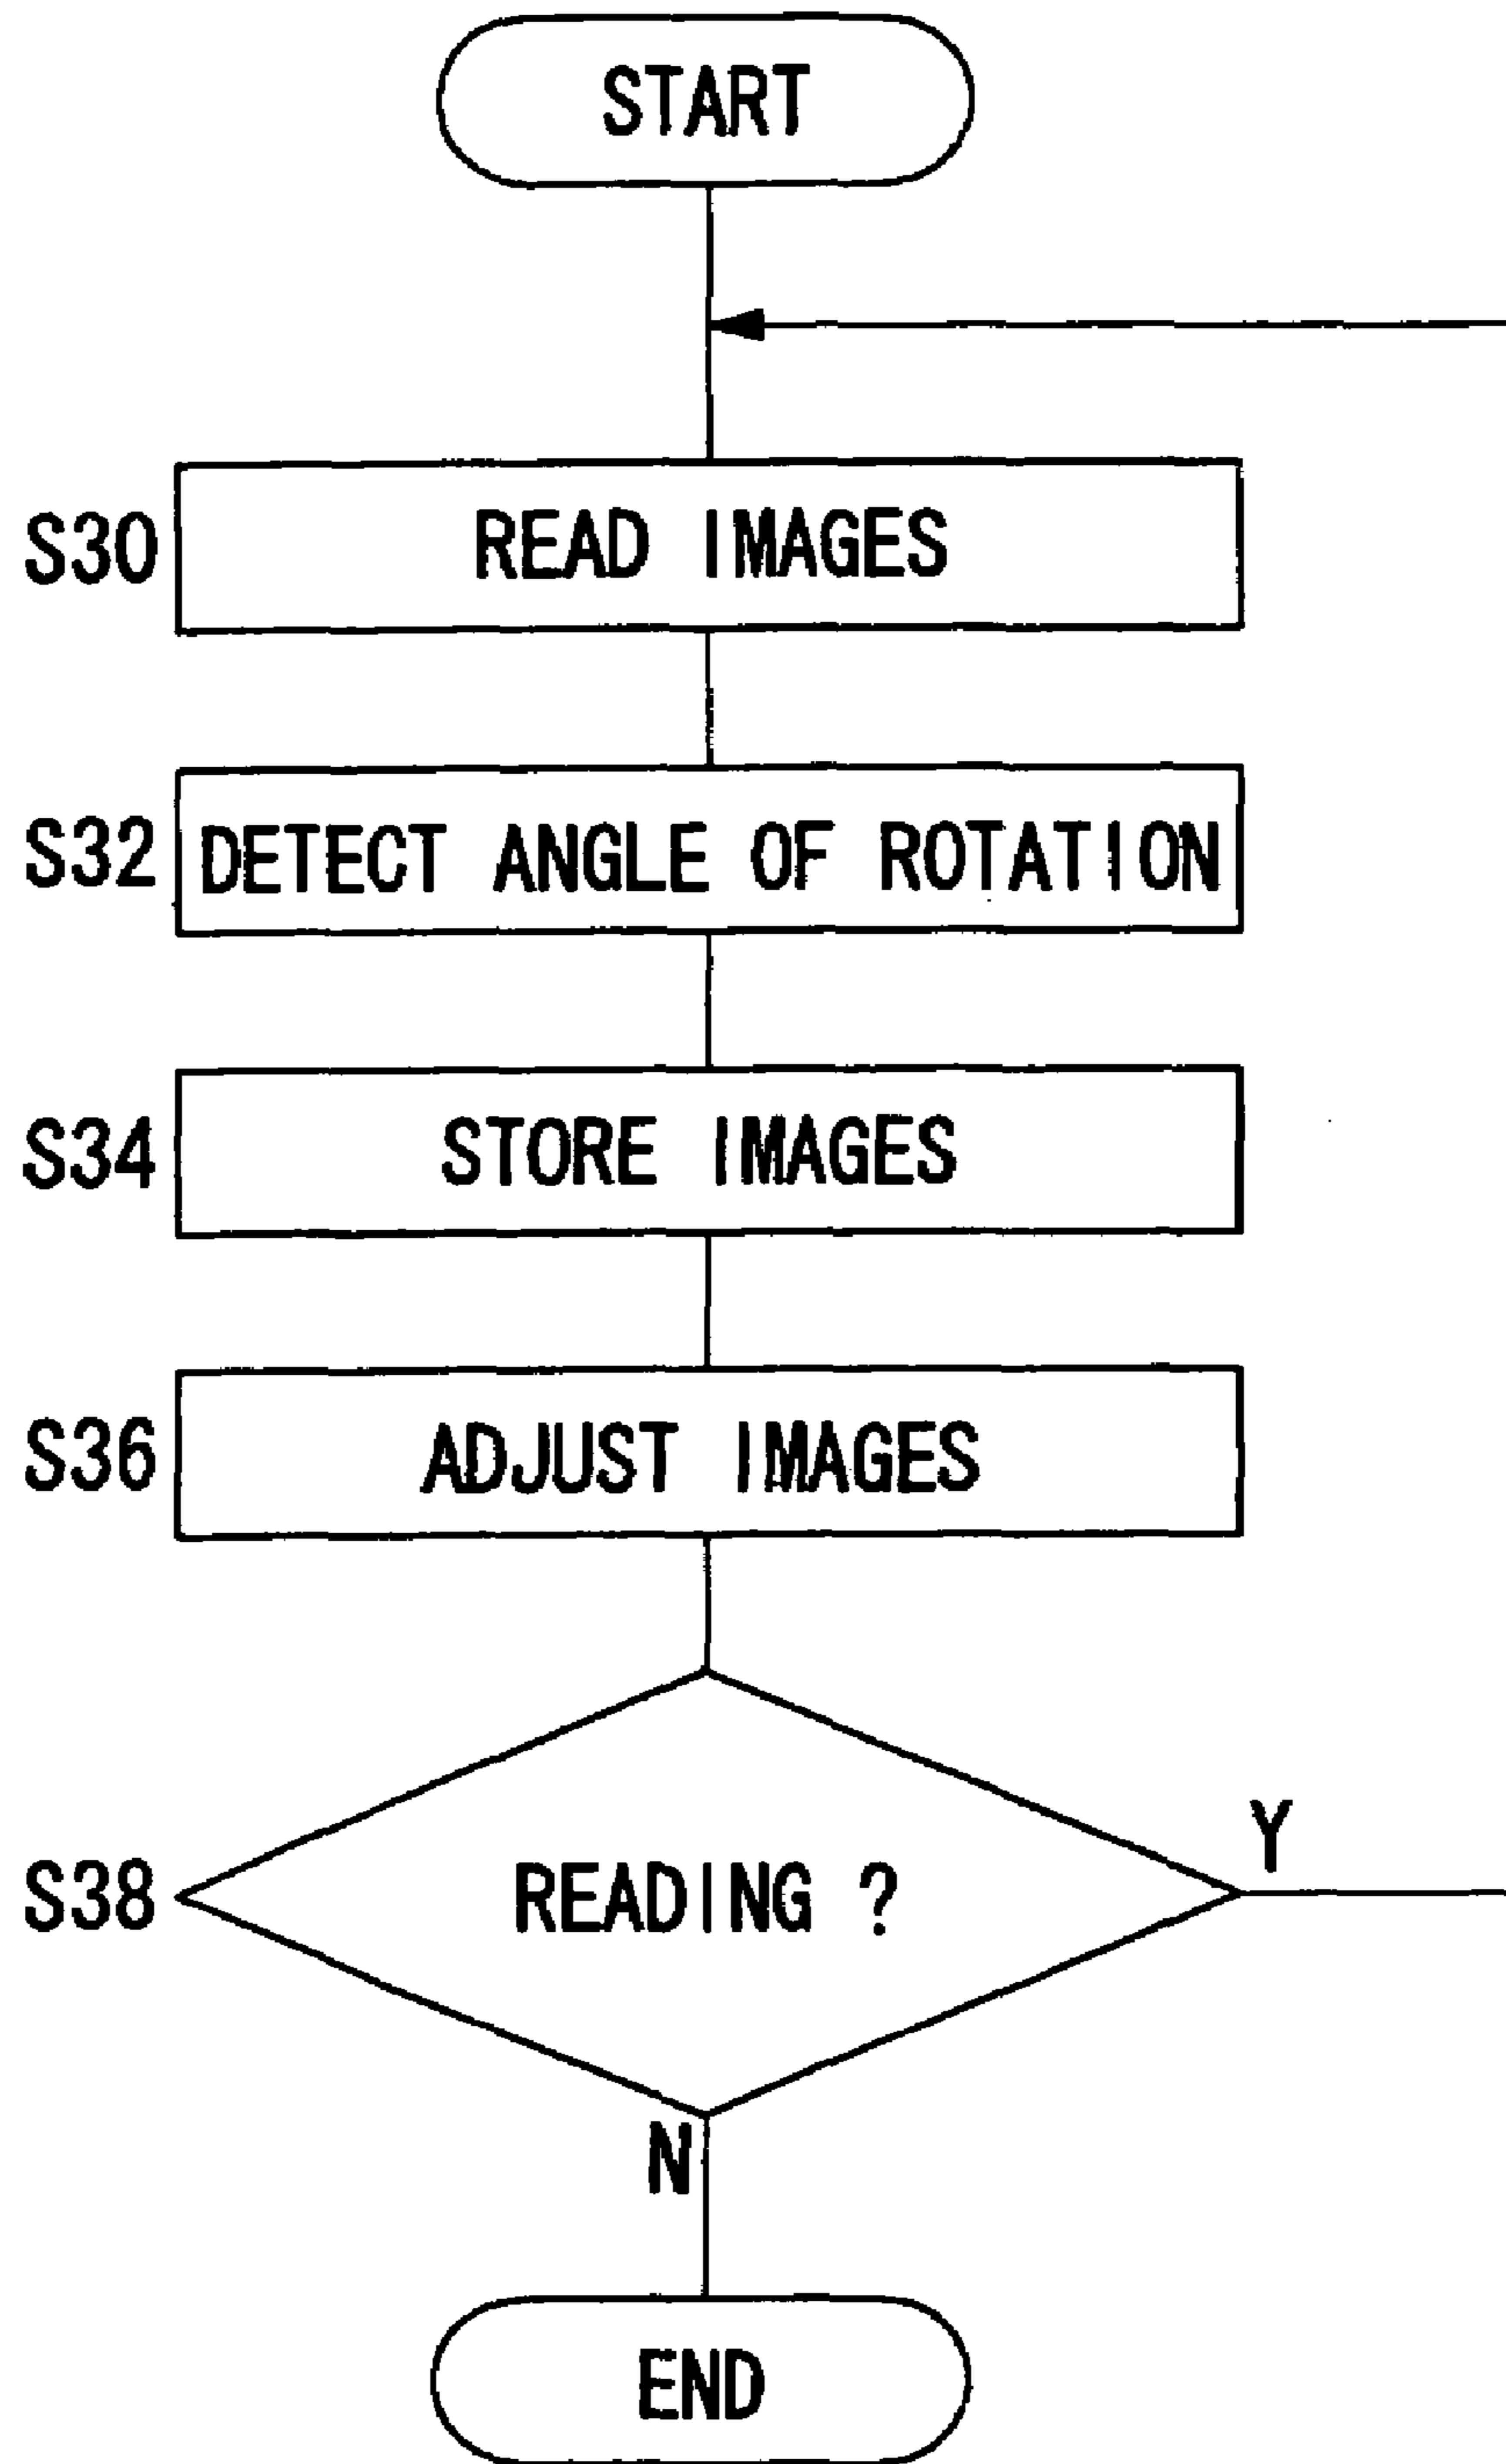 START
S30 READ IMAGES
S32 DETECT ANGLE OF ROTATION
S34 STORE IMAGES
S36 ADJUST IMAGES
Y
S38 READING ?
N
END